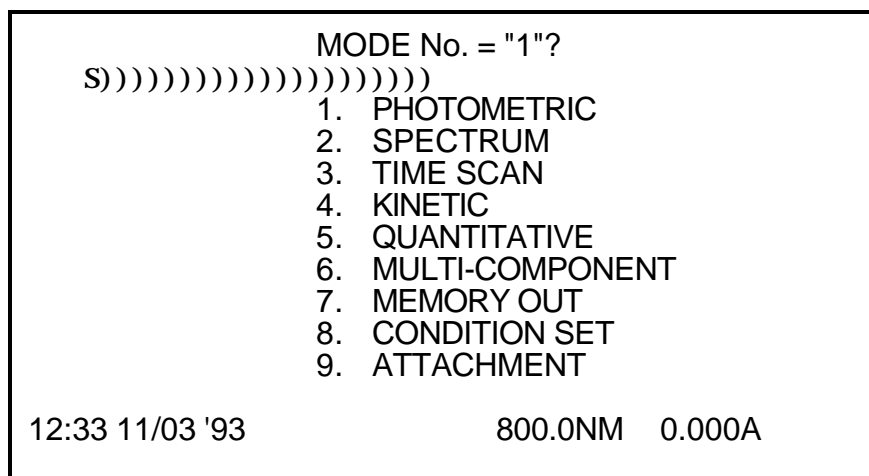 MODE No. = "1"?
S))))))))))))))))))))))
1. PHOTOMETRIC
2. SPECTRUM
3. TIME SCAN
4. KINETIC
5. QUANTITATIVE
6. MULTI-COMPONENT
7. MEMORY OUT
8. CONDITION SET
9. ATTACHMENT
12:33 11/03 '93 800.0NM 0.000A